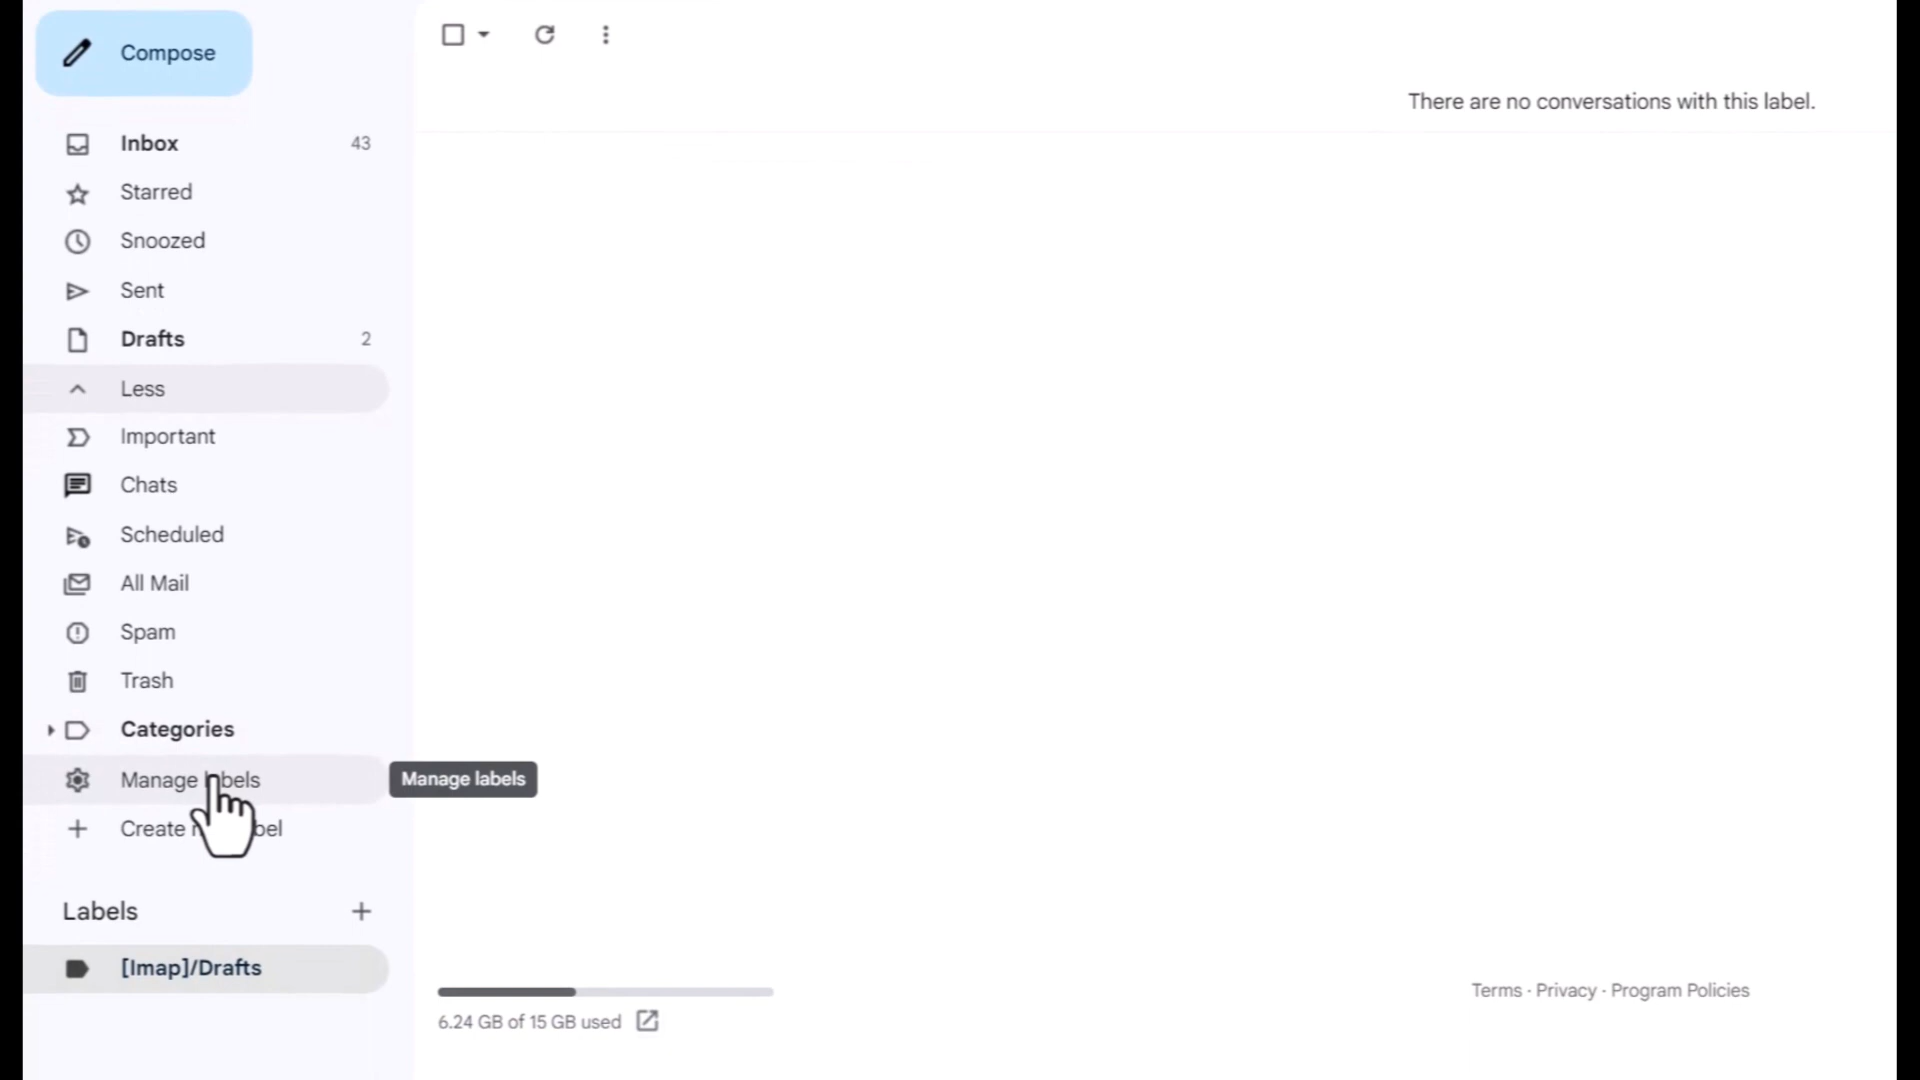 Compose
Inbox 43
Starred
Snoozed
Sent
Drafts 2
Less
Important
Chats
Scheduled
All Mail
Spam
Trash
Categories
Manage labels
Manage labels
Create
Labels
[Imap]/Drafts
There are no conversations with this label.
6.24 GB of 15 GB used
Terms · Privacy · Program Policies